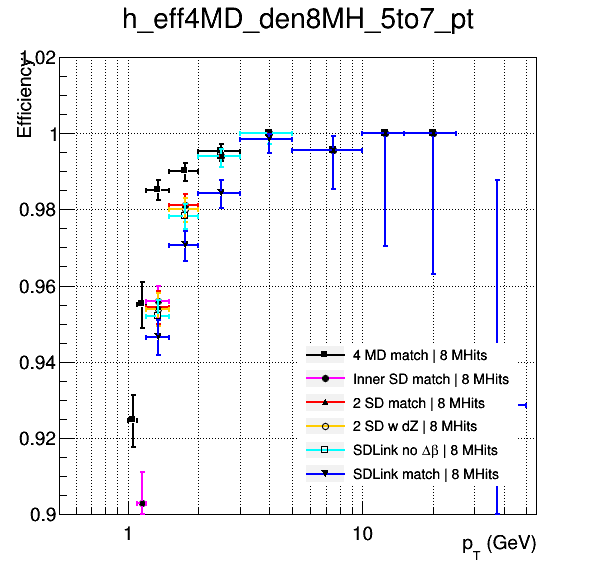 h_eff4MD_den8MH_5to7_pt
Efficiency
1.02
1
0.98
0.96
0.94
0.92
0.9
4 MD match | 8 MHits
Inner SD match | 8 MHits
2 SD match | 8 MHits
2 SD w dZ | 8 MHits
SDLink no Δβ | 8 MHits
SDLink match | 8 MHits
1
10
p_T (GeV)